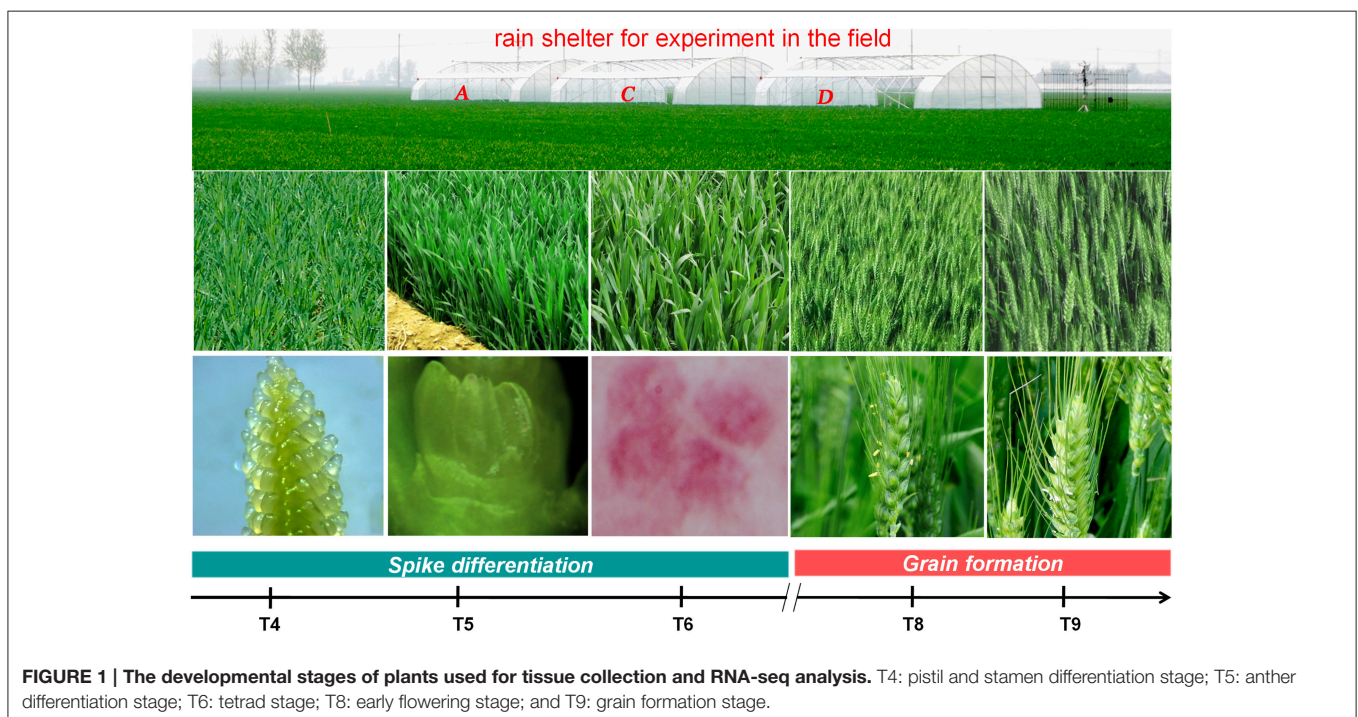 rain shelter for experiment in the field
A C D
Spike differentiation Grain formation
T4 T5 T6 T8 T9
FIGURE 1 | The developmental stages of plants used for tissue collection and RNA-seq analysis. T4: pistil and stamen differentiation stage; T5: anther
differentiation stage; T6: tetrad stage; T8: early flowering stage; and T9: grain formation stage.